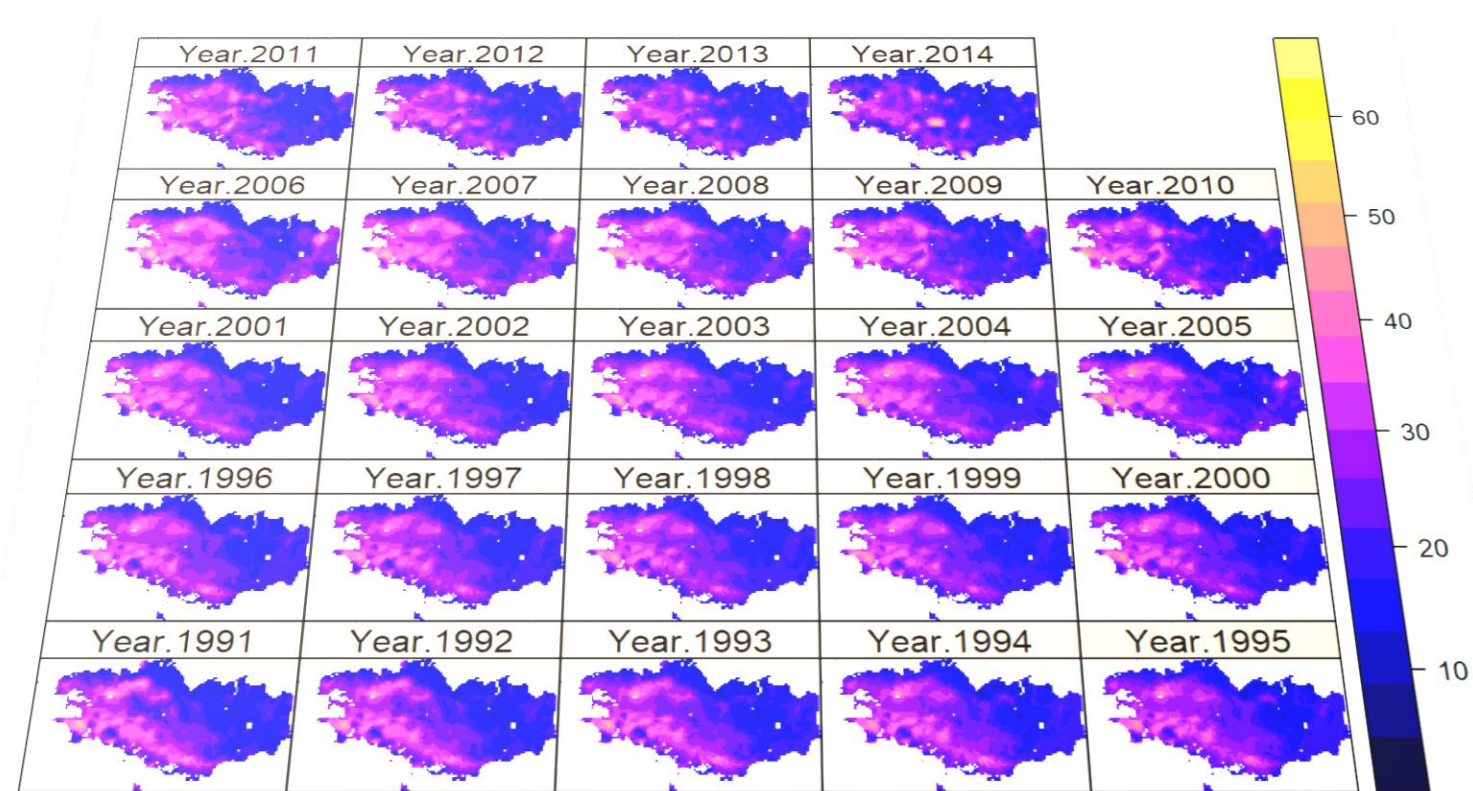 Year.2011 Year.2012 Year.2013 Year.2014
Year.2006 Year.2007 Year.2008 Year.2009 Year.2010
Year.2001 Year.2002 Year.2003 Year.2004 Year.2005
Year.1996 Year.1997 Year.1998 Year.1999 Year.2000
Year.1991 Year.1992 Year.1993 Year.1994 Year.1995
60
50
40
30
20
10